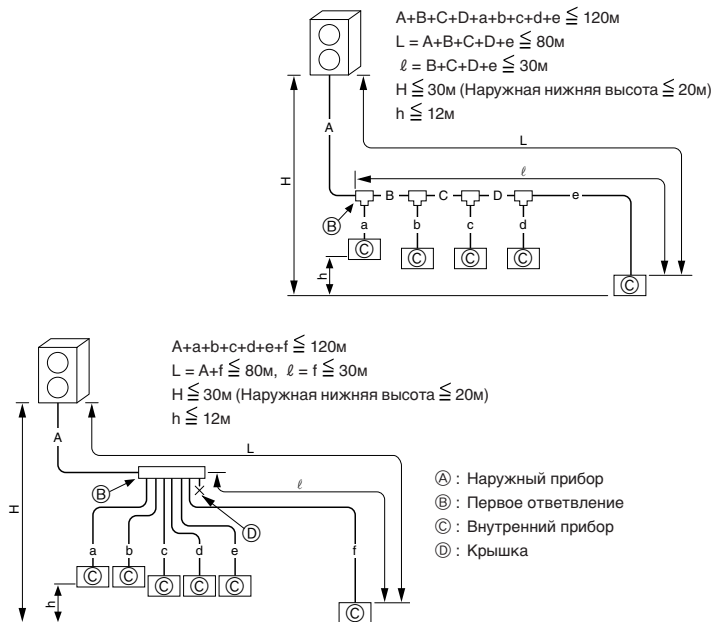 A+B+C+D+a+b+c+d+e ≦ 120м
L = A+B+C+D+e ≦ 80м
ℓ = B+C+D+e ≦ 30м
H ≦ 30м (Наружная нижняя высота ≦ 20м)
h ≦ 12м
A
L
H
ℓ
B C D e
Ⓑ
a b c d
Ⓒ
Ⓒ Ⓒ Ⓒ
h
Ⓒ
A+a+b+c+d+e+f ≦ 120м
L = A+f ≦ 80м, ℓ = f ≦ 30м
H ≦ 30м (Наружная нижняя высота ≦ 20м)
h ≦ 12м
A
L
H
ℓ
Ⓑ
Ⓓ
a b c d e f
Ⓒ Ⓒ Ⓒ Ⓒ Ⓒ
h
Ⓒ
Ⓐ : Наружный прибор
Ⓑ : Первое ответвление
Ⓒ : Внутренний прибор
Ⓓ : Крышка